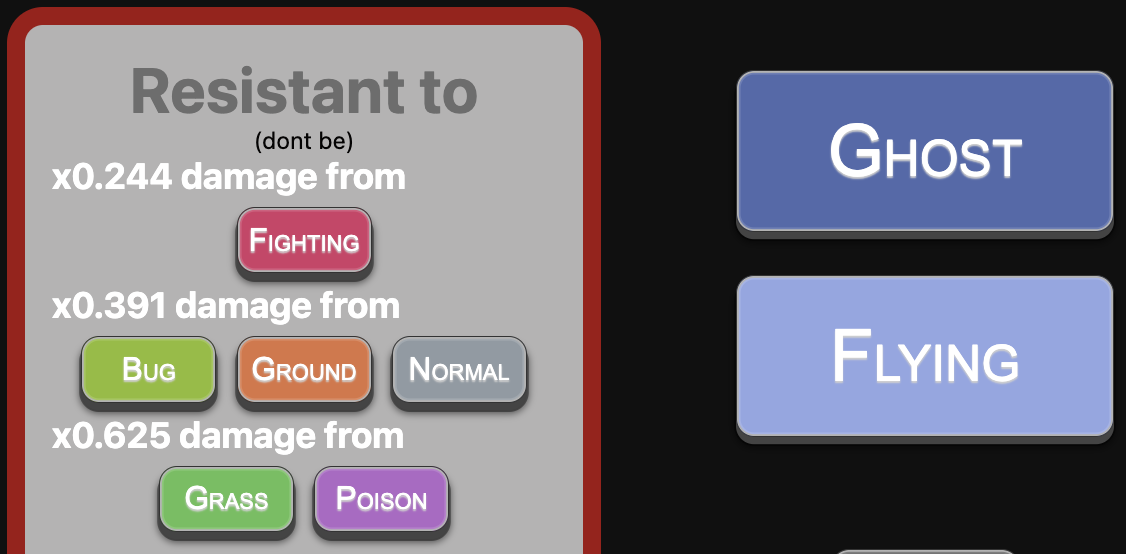 Resistant to
(dont be)
x0.244 damage from
Fighting
x0.391 damage from
Bug Ground Normal
x0.625 damage from
Grass Poison
Ghost
Flying